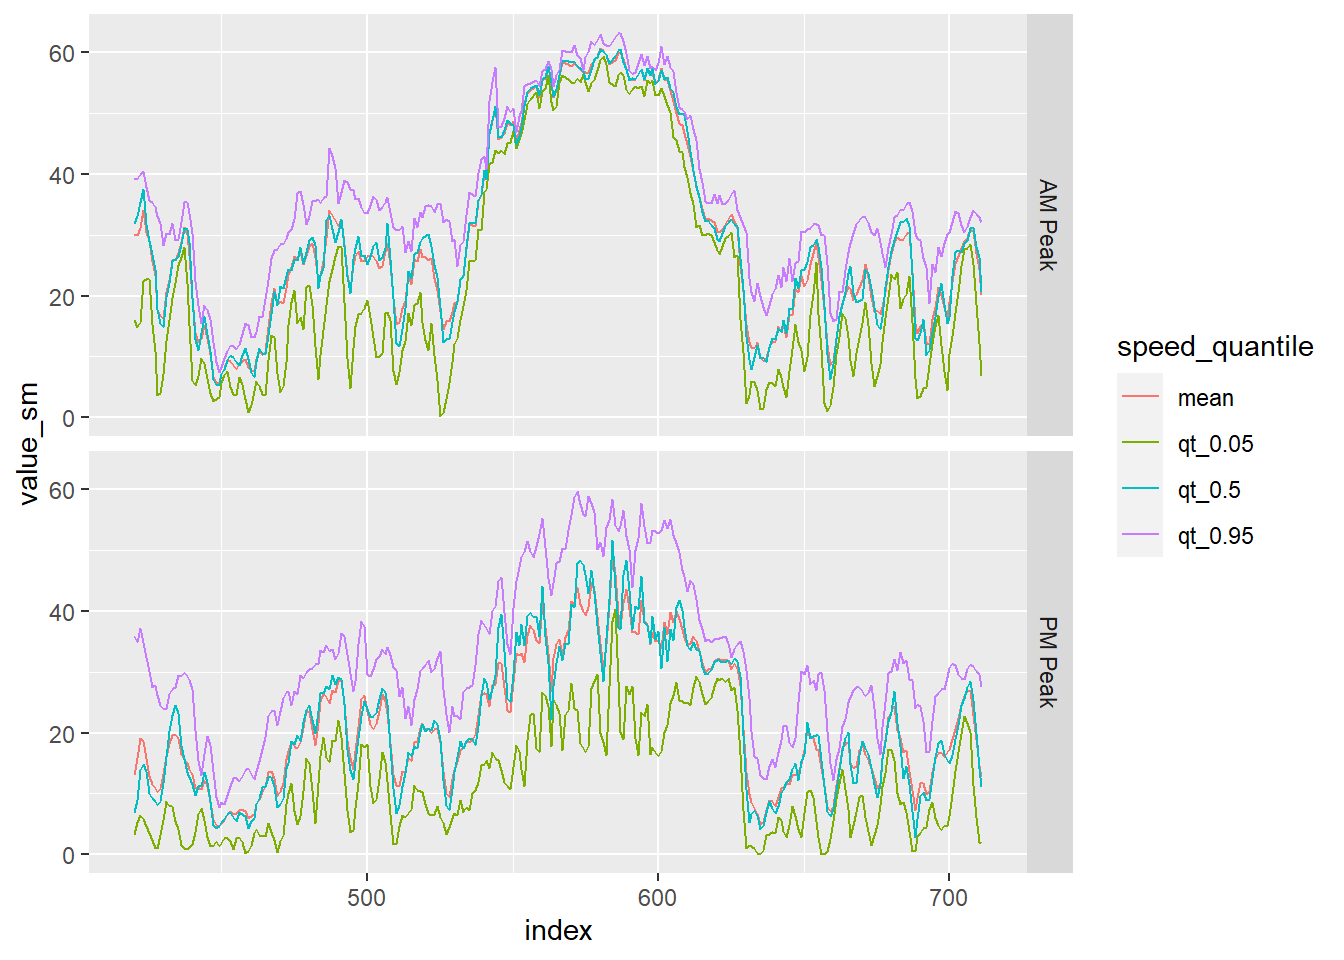 value_sm
60
40
20
0
AM Peak
60
40
20
0
PM Peak
500
600
700
index
speed_quantile
mean
qt_0.05
qt_0.5
qt_0.95